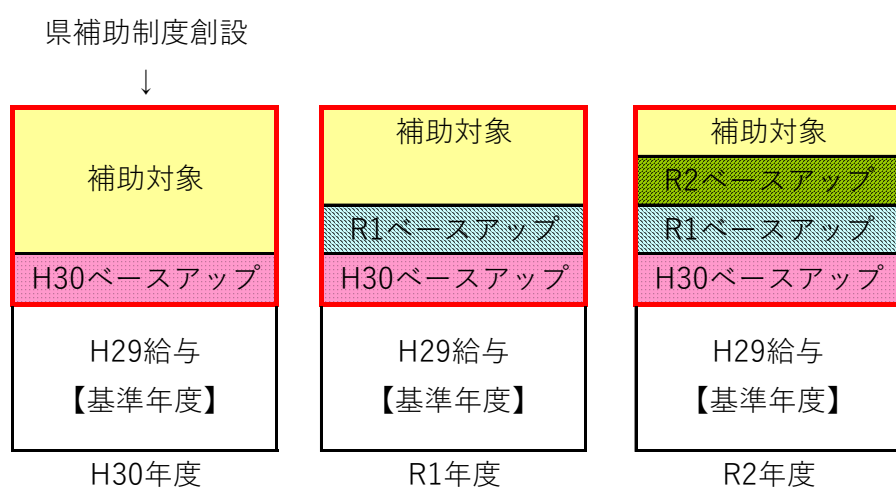 県補助制度創設
↓
補助対象
H30ベースアップ
H29給与
【基準年度】
H30年度
補助対象
R1ベースアップ
H30ベースアップ
H29給与
【基準年度】
R1年度
補助対象
R2ベースアップ
R1ベースアップ
H30ベースアップ
H29給与
【基準年度】
R2年度